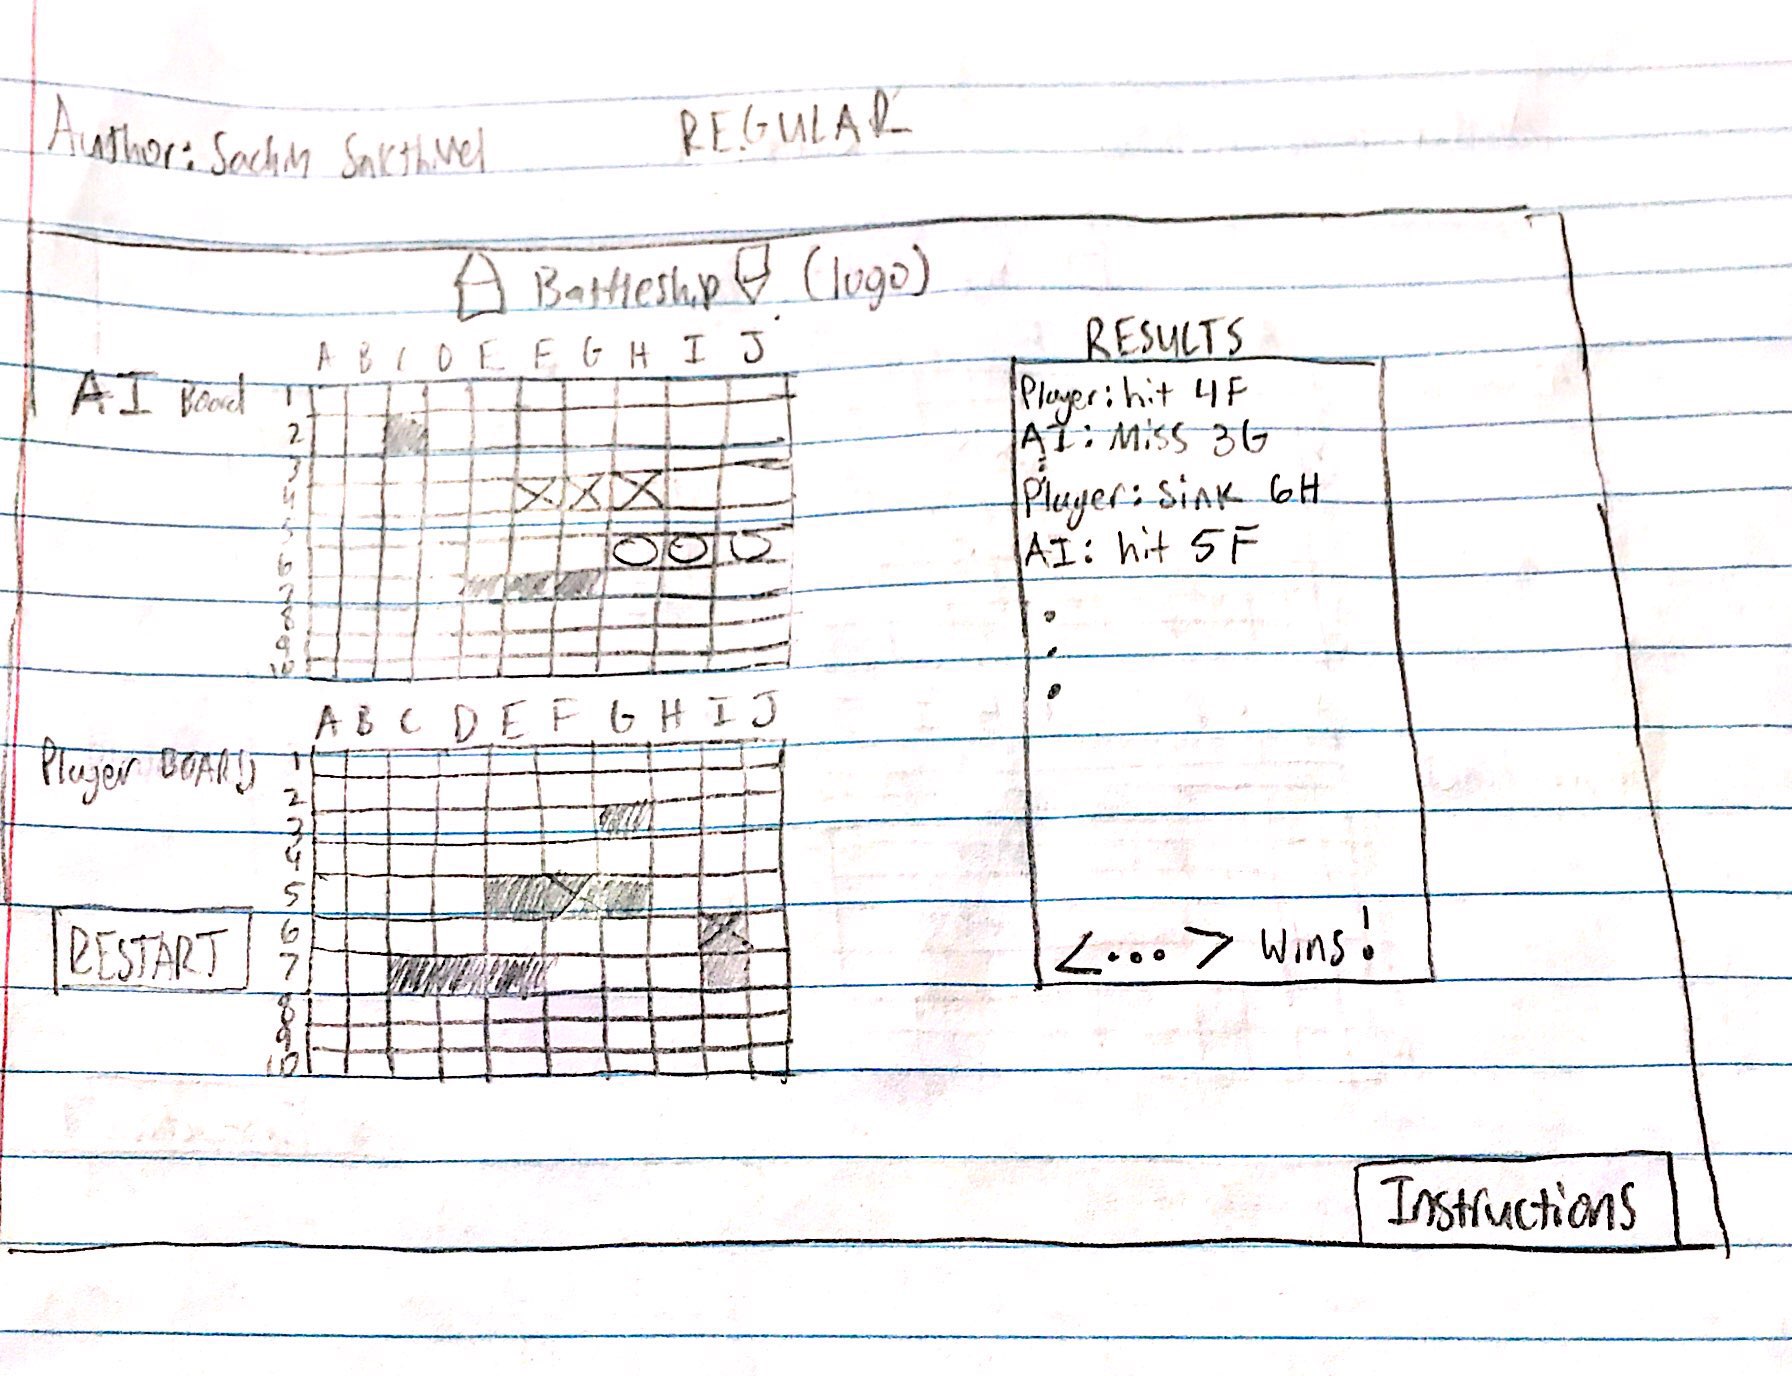 Author: Sachin Sakthivel
REGULAR
Battleship (logo)
AI Board
A B C D E F G H I J
1
2
3
4
5
6
7
8
9
10
Player BOARD
A B C D E F G H I J
1
2
3
4
5
6
7
8
9
10
RESTART
RESULTS
Player: hit 4F
AI: Miss 3G
:
Player: Sink 6H
AI: hit 5F
.
.
.
<...> Wins!
Instructions